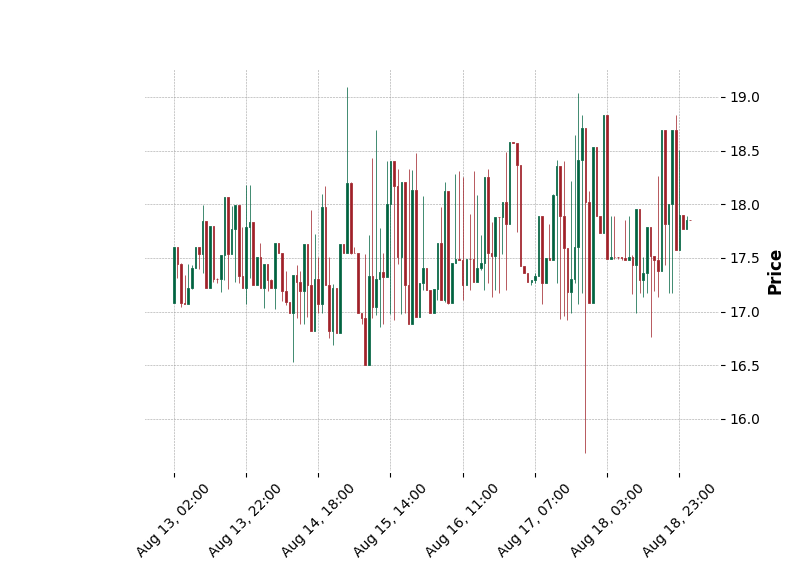 19.0
18.5
18.0
17.5
17.0
16.5
16.0
Price
Aug 13, 02:00
Aug 13, 22:00
Aug 14, 18:00
Aug 15, 14:00
Aug 16, 11:00
Aug 17, 07:00
Aug 18, 03:00
Aug 18, 23:00